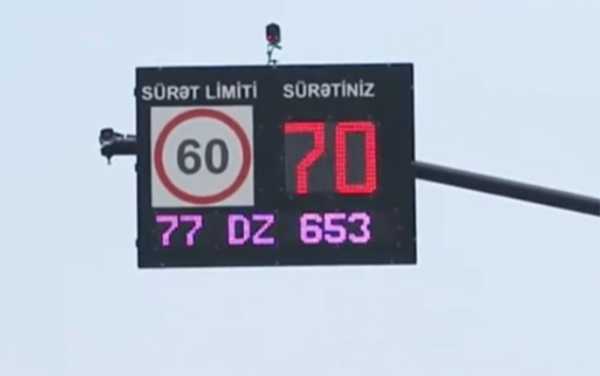 SÜRƏT LİMİTİ
SÜRƏTİNİZ
60
70
77 DZ 653